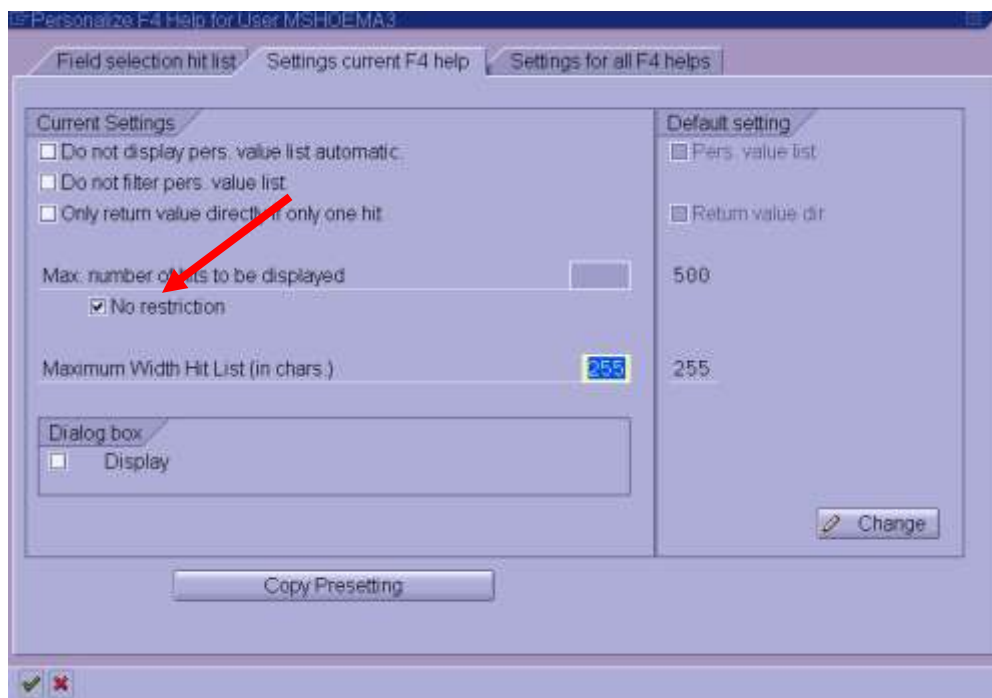 Personalize F4 Help for User MSHOEMA3
Field selection hit list
Settings current F4 help
Settings for all F4 helps
Current Settings
Do not display pers. value list automatic.
Do not filter pers. value list
Only return value directly if only one hit
Max. number of hits to be displayed
No restriction
Maximum Width Hit List (in chars.)
255
Dialog box
Display
Default setting
Pers. value list
Return value dir
500
255
Change
Copy Presetting